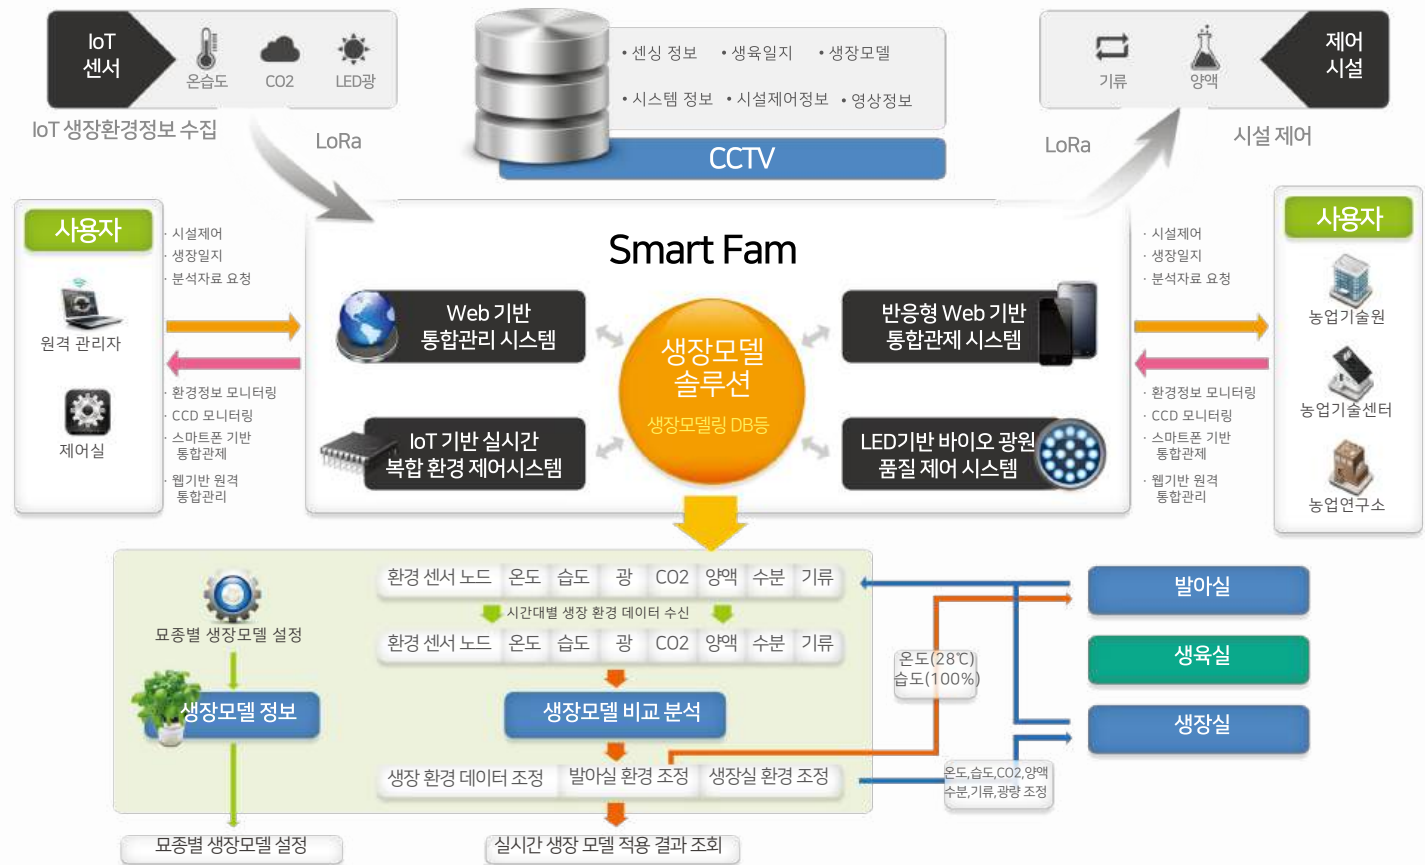 IoT
센서
온습도
CO2
LED광
IoT 생장환경정보 수집
LoRa
• 센싱 정보 • 생육일지 • 생장모델
• 시스템 정보 • 시설제어정보 • 영상정보
CCTV
기류
양액
제어
시설
LoRa
시설 제어
사용자
원격 관리자
제어실
· 시설제어
· 생장일지
· 분석자료 요청
· 환경정보 모니터링
· CCD 모니터링
· 스마트폰 기반
통합관제
· 웹기반 원격
통합관리
Smart Fam
Web 기반
통합관리 시스템
반응형 Web 기반
통합관제 시스템
생장모델
솔루션
생장모델링 DB등
IoT 기반 실시간
복합 환경 제어시스템
LED기반 바이오 광원
품질 제어 시스템
· 시설제어
· 생장일지
· 분석자료 요청
· 환경정보 모니터링
· CCD 모니터링
· 스마트폰 기반
통합관제
· 웹기반 원격
통합관리
사용자
농업기술원
농업기술센터
농업연구소
묘종별 생장모델 설정
생장모델 정보
묘종별 생장모델 설정
환경 센서 노드 온도 습도 광 CO2 양액 수분 기류
시간대별 생장 환경 데이터 수신
환경 센서 노드 온도 습도 광 CO2 양액 수분 기류
생장모델 비교 분석
생장 환경 데이터 조정 발아실 환경 조정 생장실 환경 조정
실시간 생장 모델 적용 결과 조회
온도(28℃)
습도(100%)
온도,습도,CO2,양액
수분,기류,광량 조정
발아실
생육실
생장실